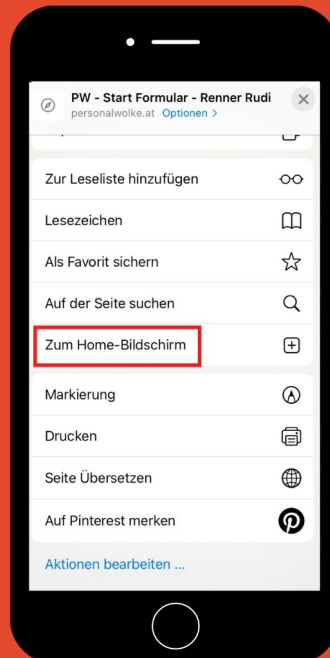 PW - Start Formular - Renner Rudi
personalwolke.at Optionen >
Zur Leseliste hinzufügen
Lesezeichen
Als Favorit sichern
Auf der Seite suchen
Zum Home-Bildschirm
Markierung
Drucken
Seite Übersetzen
Auf Pinterest merken
Aktionen bearbeiten ...